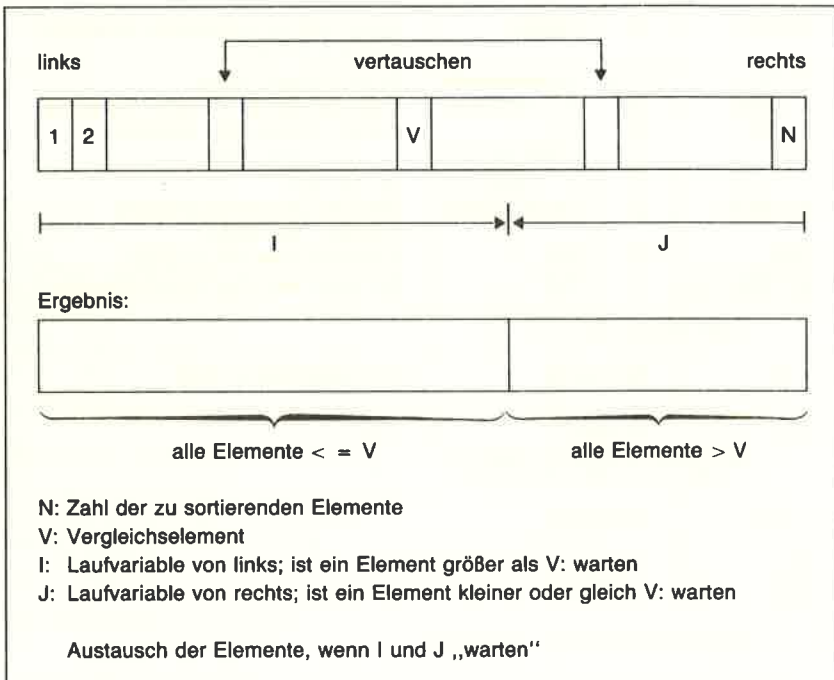 links vertauschen rechts
1 2 V N
I J
Ergebnis:
alle Elemente < = V alle Elemente > V
N: Zahl der zu sortierenden Elemente
V: Vergleichselement
I: Laufvariable von links; ist ein Element größer als V: warten
J: Laufvariable von rechts; ist ein Element kleiner oder gleich V: warten
Austausch der Elemente, wenn I und J „warten“